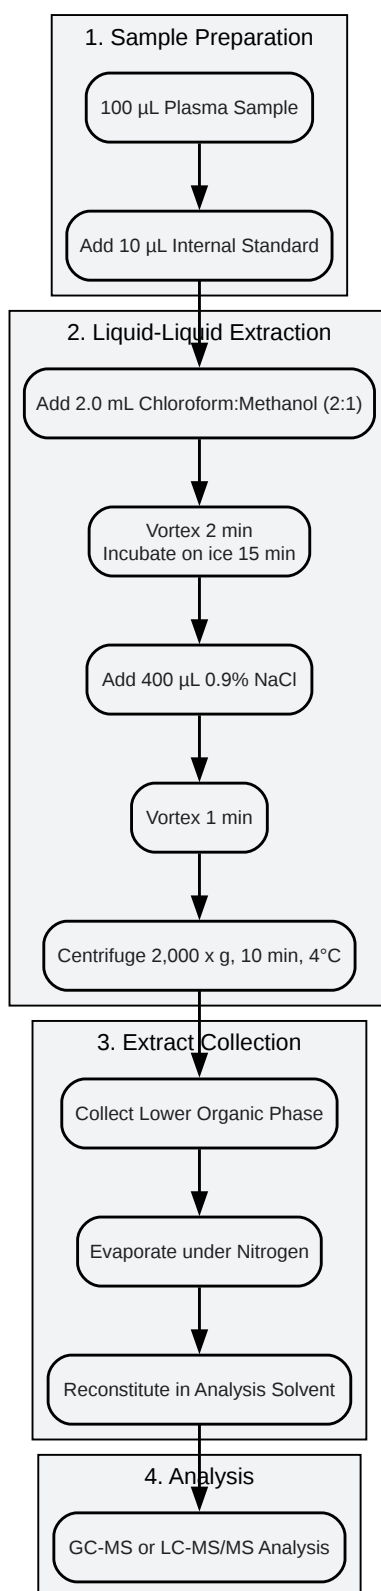 1. Sample Preparation
100 µL Plasma Sample
Add 10 µL Internal Standard
2. Liquid-Liquid Extraction
Add 2.0 mL Chloroform:Methanol (2:1)
Vortex 2 min
Incubate on ice 15 min
Add 400 µL 0.9% NaCl
Vortex 1 min
Centrifuge 2,000 x g, 10 min, 4°C
3. Extract Collection
Collect Lower Organic Phase
Evaporate under Nitrogen
Reconstitute in Analysis Solvent
4. Analysis
GC-MS or LC-MS/MS Analysis